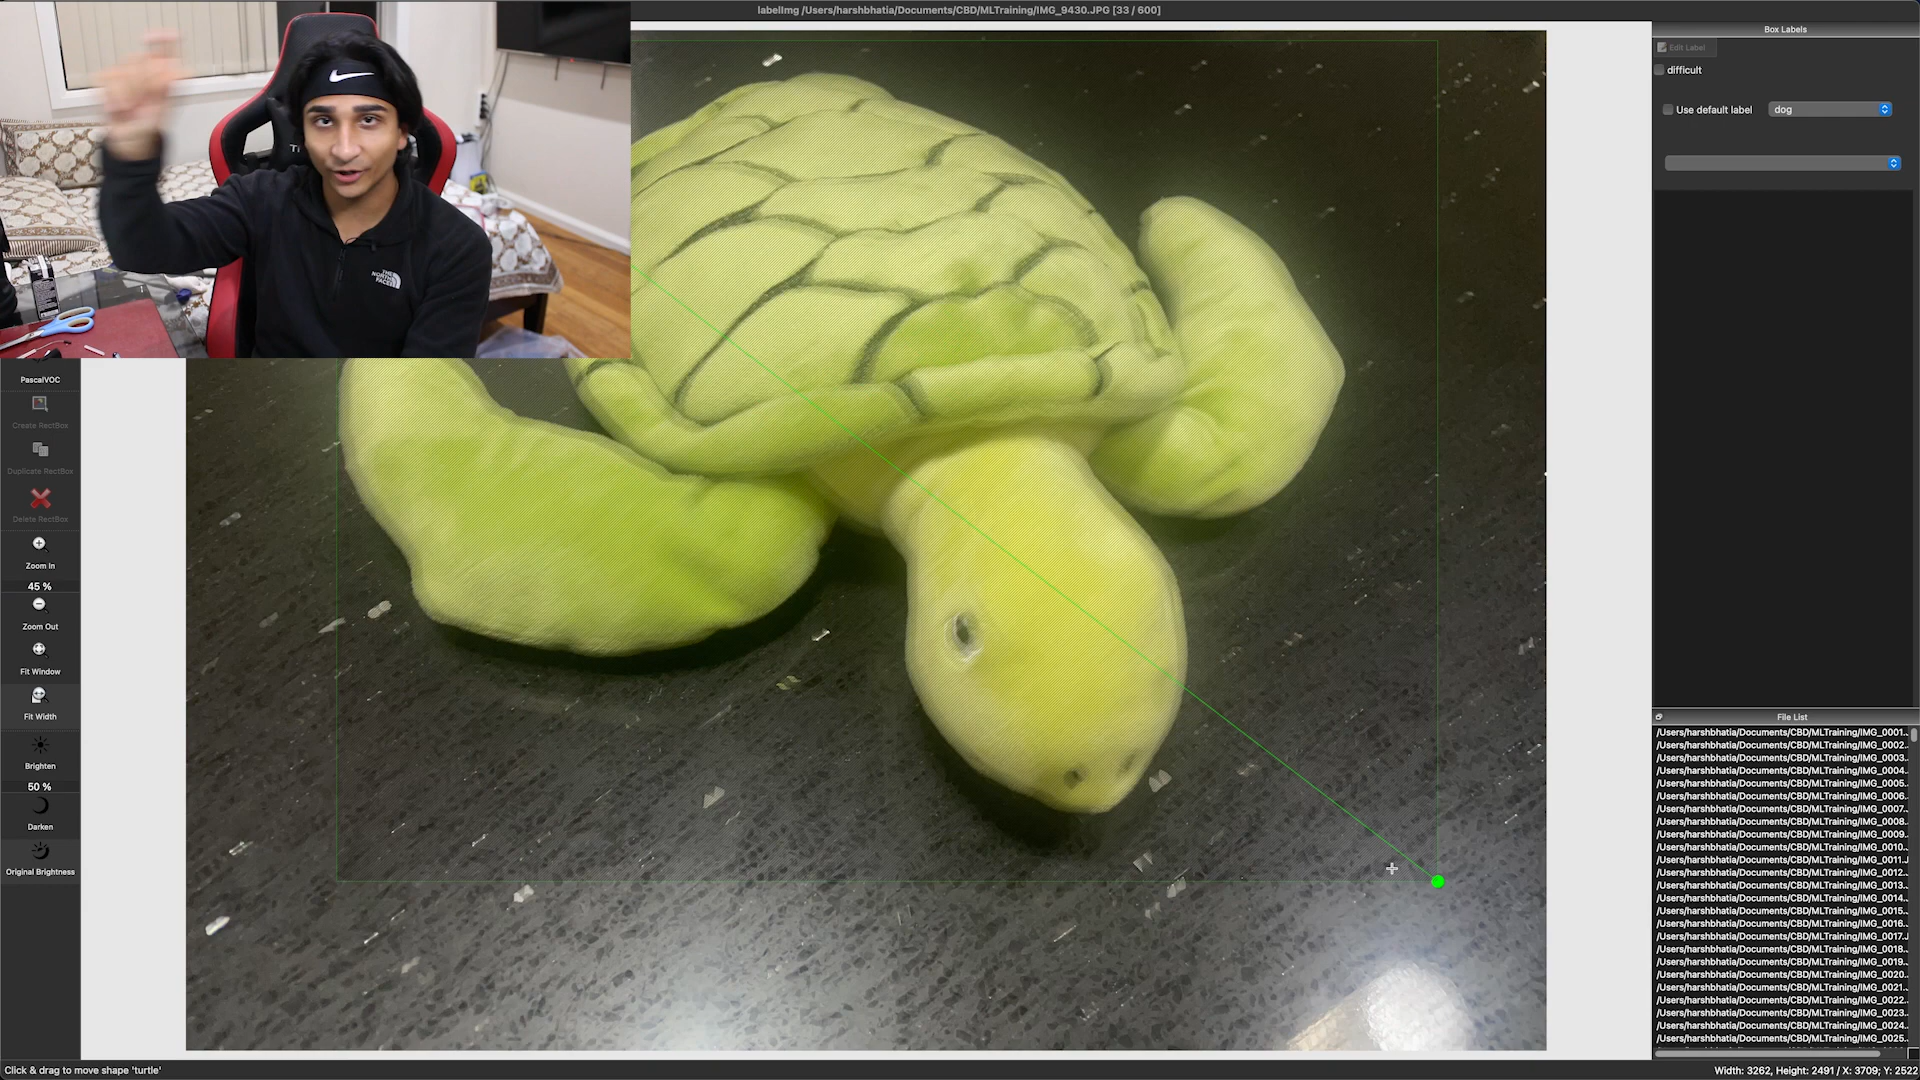 labelImg /Users/harshbhatia/Documents/CBD/MLTraining/IMG_9430.JPG [33 / 600]
Box Labels
Edit Label
difficult
Use default label
dog
THE
NORTH
FACE
PascalVOC
Create RectBox
Duplicate RectBox
Delete RectBox
Zoom In
45 %
Zoom Out
Fit Window
Fit Width
Brighten
50 %
Darken
Original Brightness
File List
/Users/harshbhatia/Documents/CBD/MLTraining/IMG_0001..
/Users/harshbhatia/Documents/CBD/MLTraining/IMG_0002..
/Users/harshbhatia/Documents/CBD/MLTraining/IMG_0003..
/Users/harshbhatia/Documents/CBD/MLTraining/IMG_0004..
/Users/harshbhatia/Documents/CBD/MLTraining/IMG_0005..
/Users/harshbhatia/Documents/CBD/MLTraining/IMG_0006..
/Users/harshbhatia/Documents/CBD/MLTraining/IMG_0007..
/Users/harshbhatia/Documents/CBD/MLTraining/IMG_0008..
/Users/harshbhatia/Documents/CBD/MLTraining/IMG_0009..
/Users/harshbhatia/Documents/CBD/MLTraining/IMG_0010..
/Users/harshbhatia/Documents/CBD/MLTraining/IMG_0011.J
/Users/harshbhatia/Documents/CBD/MLTraining/IMG_0012..
/Users/harshbhatia/Documents/CBD/MLTraining/IMG_0013..
/Users/harshbhatia/Documents/CBD/MLTraining/IMG_0014..
/Users/harshbhatia/Documents/CBD/MLTraining/IMG_0015..
/Users/harshbhatia/Documents/CBD/MLTraining/IMG_0016..
/Users/harshbhatia/Documents/CBD/MLTraining/IMG_0017.J
/Users/harshbhatia/Documents/CBD/MLTraining/IMG_0018..
/Users/harshbhatia/Documents/CBD/MLTraining/IMG_0019..
/Users/harshbhatia/Documents/CBD/MLTraining/IMG_0020..
/Users/harshbhatia/Documents/CBD/MLTraining/IMG_0021..
/Users/harshbhatia/Documents/CBD/MLTraining/IMG_0022..
/Users/harshbhatia/Documents/CBD/MLTraining/IMG_0023..
/Users/harshbhatia/Documents/CBD/MLTraining/IMG_0024..
/Users/harshbhatia/Documents/CBD/MLTraining/IMG_0025..
Click & drag to move shape 'turtle'
Width: 3262, Height: 2491 / X: 3709; Y: 2522